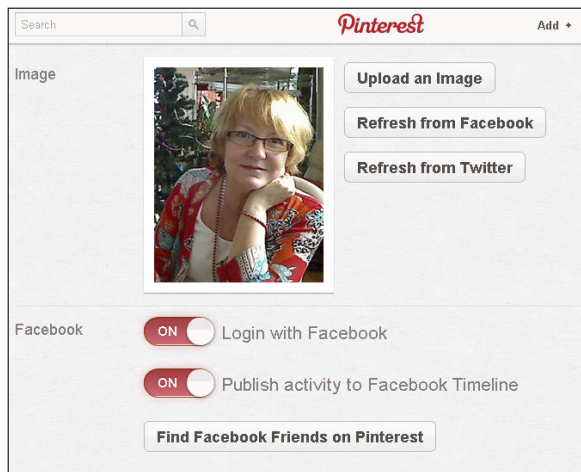 Search
Pinterest
Add +
Image
Upload an Image
Refresh from Facebook
Refresh from Twitter
Facebook
ON
Login with Facebook
ON
Publish activity to Facebook Timeline
Find Facebook Friends on Pinterest